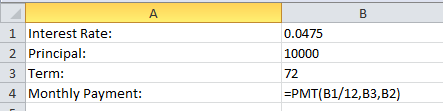 A B
1 Interest Rate: 0.0475
2 Principal: 10000
3 Term: 72
4 Monthly Payment: =PMT(B1/12,B3,B2)